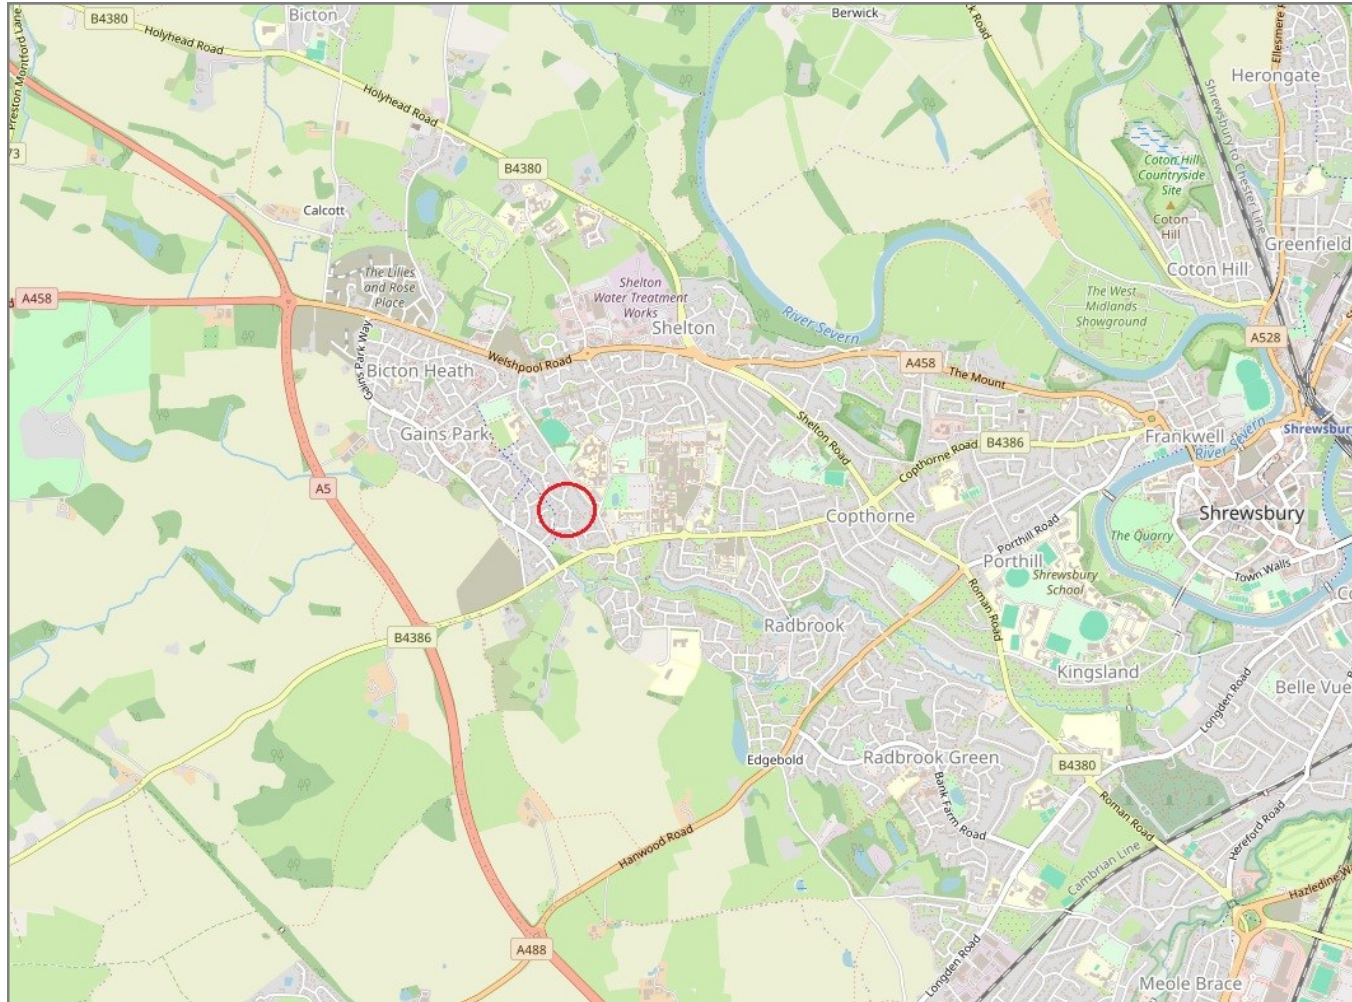 B4380
Bicton
Berwick
Holyhead Road
Preston Montford Lane
Herongate
Shrewsbury to Chester Line
Holyhead Road
B4380
Coton Hill
Countryside
Site
Coton
Hill
Calcott
Greenfield
Coton Hill
The Lilies
and Rose
Place
Shelton
Water Treatment
Works
The West
Midlands
Showground
A458
River Severn
Shelton
A528
Welshpool Road
A458
The Mount
Gains Park Way
Bicton Heath
Shelton Road
Gains Park
Copthorne Road
B4386
Frankwell
River Severn
Shrewsbury
A5
Copthorne
Porthill Road
Shrewsbury
The Quarry
Porthill
Shrewsbury
School
Town Walls
Roman Road
Radbrook
B4386
Kingsland
Longden Road
Belle Vue
Edgebold
Radbrook Green
B4380
Bank Farm Road
Roman Road
Hanwood Road
Hereford Road
Cambrian Line
A488
Longden Road
Meole Brace